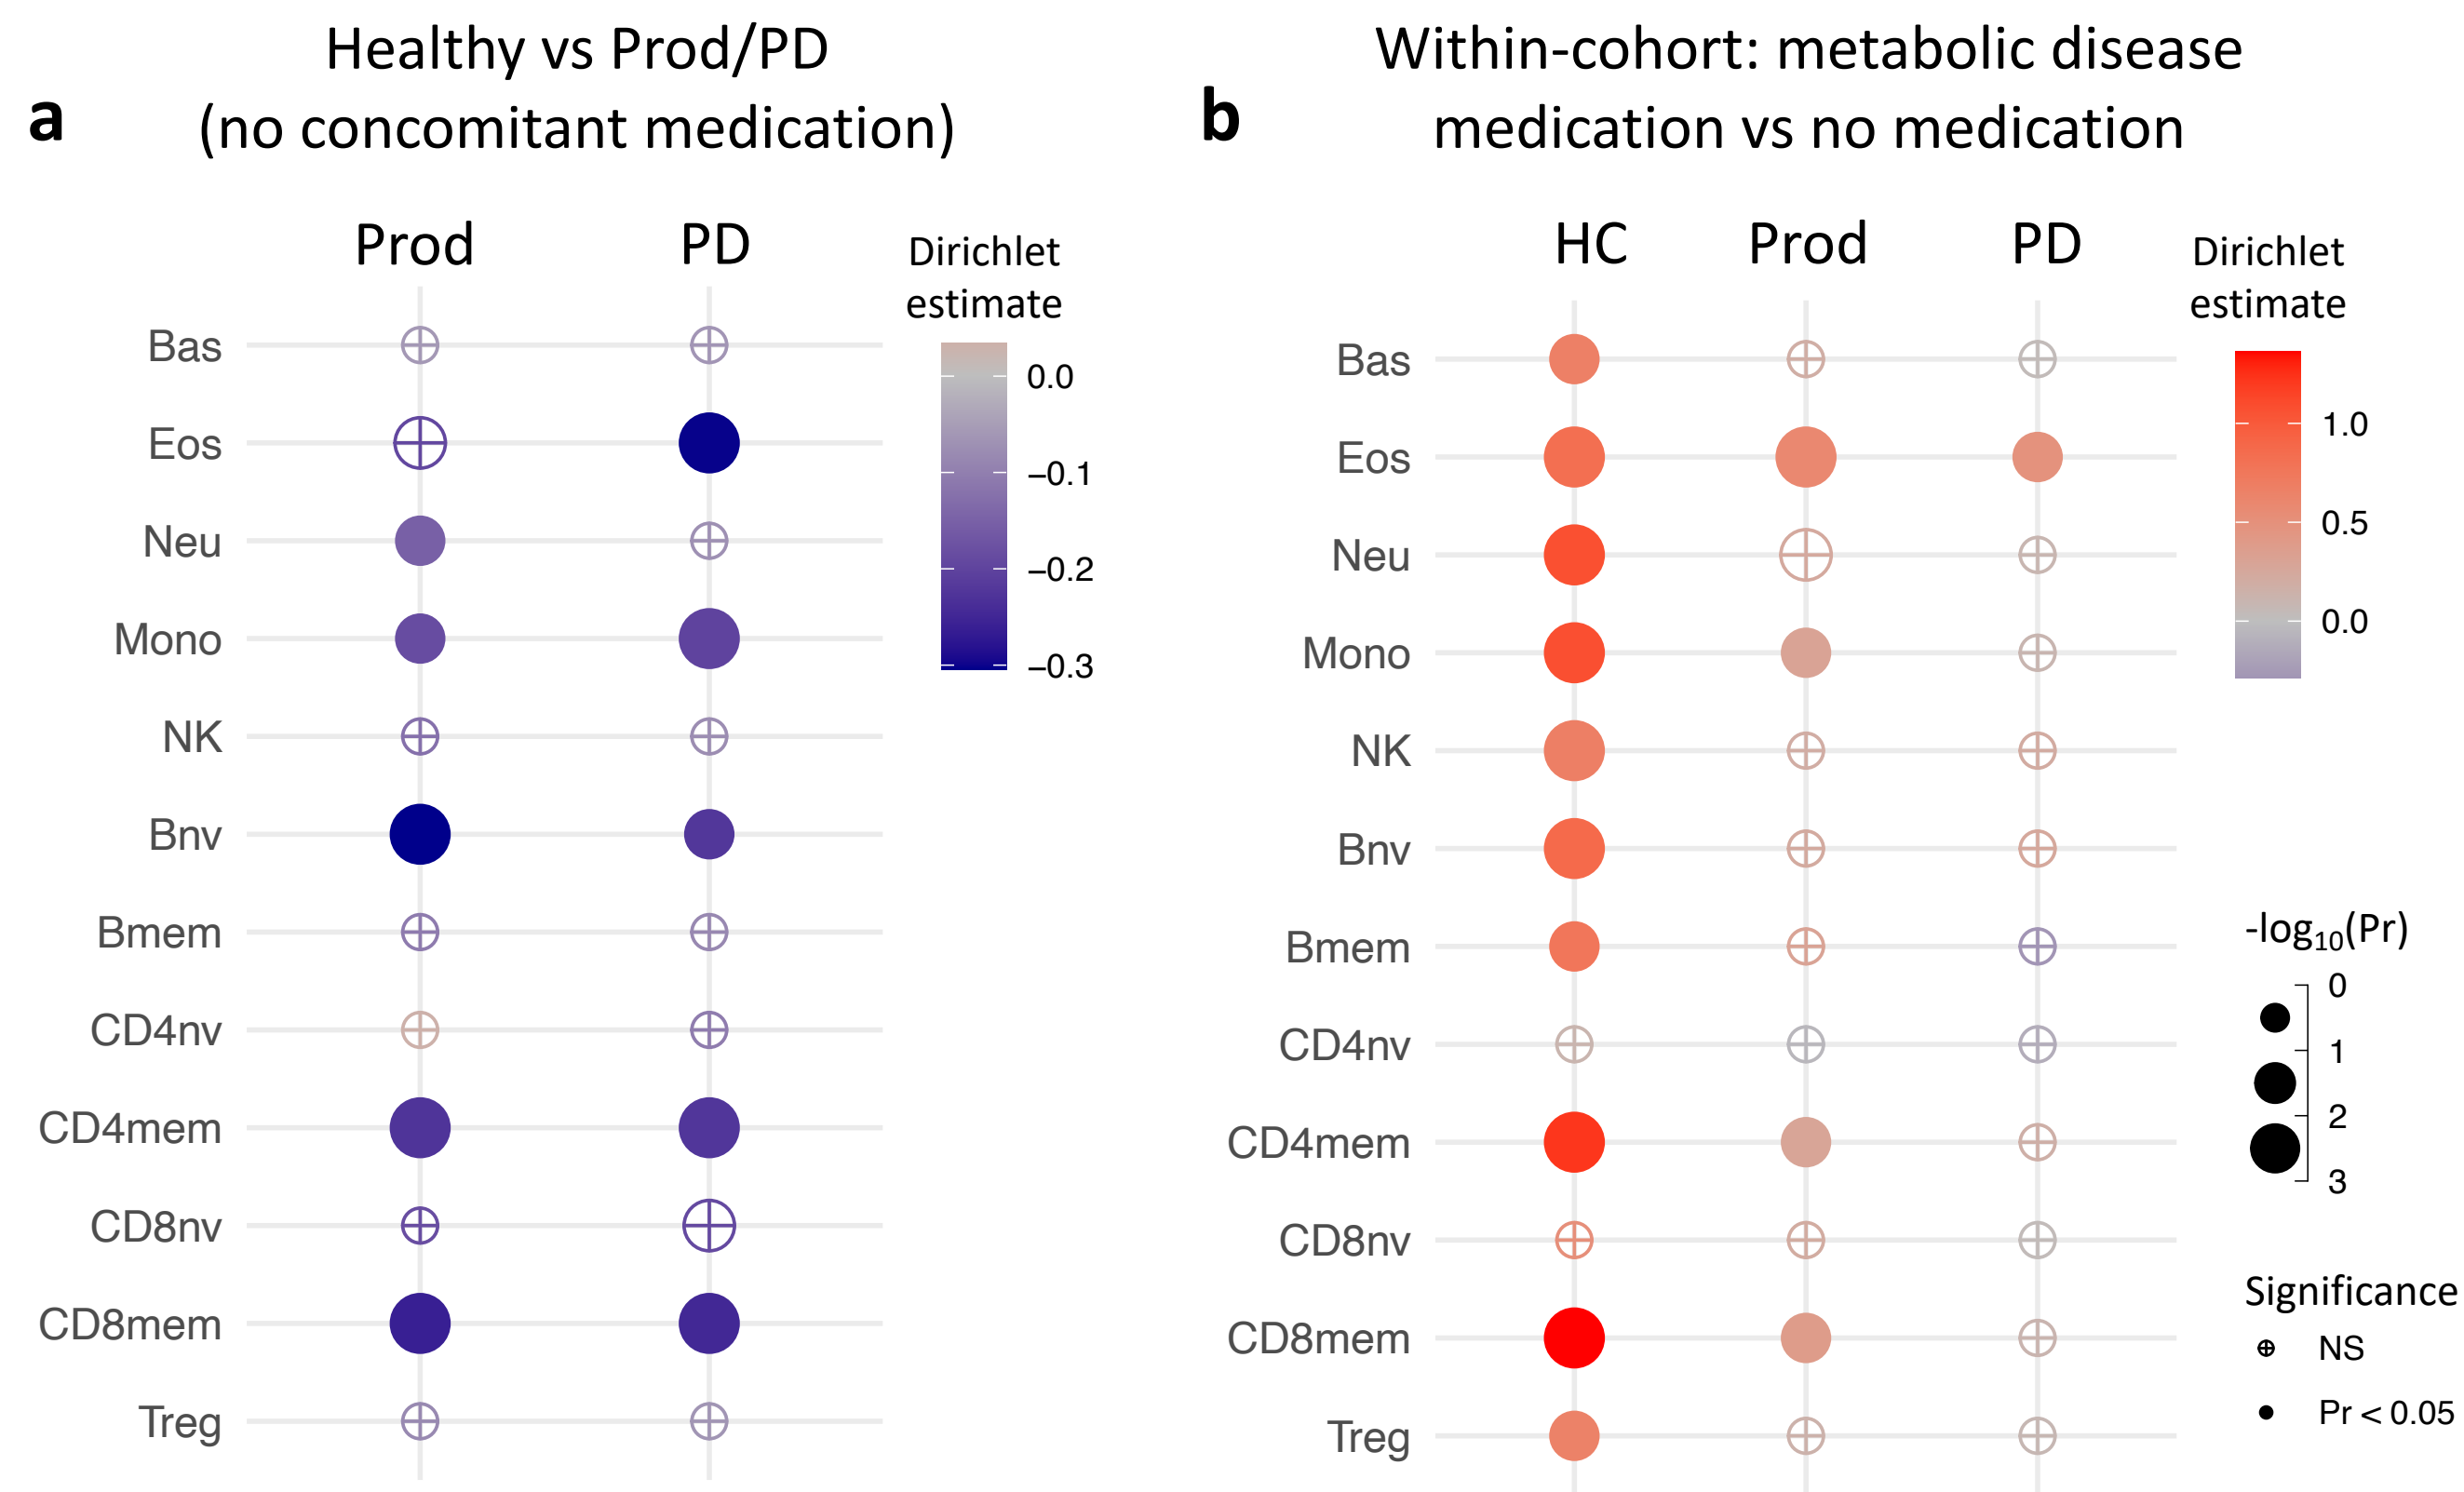 a
Healthy vs Prod/PD
(no concomitant medication)
Prod PD
Dirichlet
estimate
0.0
−0.1
−0.2
−0.3
Bas
Eos
Neu
Mono
NK
Bnv
Bmem
CD4nv
CD4mem
CD8nv
CD8mem
Treg
b
Within-cohort: metabolic disease
medication vs no medication
HC Prod PD
Dirichlet
estimate
1.0
0.5
0.0
Bas
Eos
Neu
Mono
NK
Bnv
Bmem
CD4nv
CD4mem
CD8nv
CD8mem
Treg
-log10(Pr)
0
1
2
3
Significance
NS
Pr < 0.05